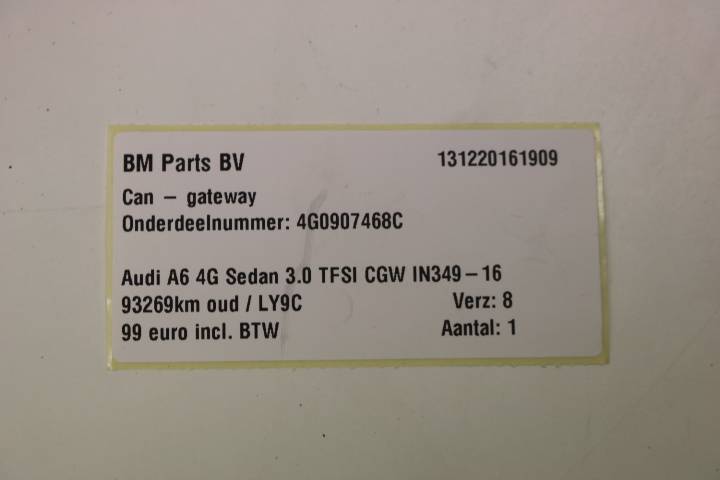 BM Parts BV 131220161909
Can – gateway
Onderdeelnummer: 4G0907468C
Audi A6 4G Sedan 3.0 TFSI CGW IN349-16
93269km oud / LY9C Verz: 8
99 euro incl. BTW Aantal: 1